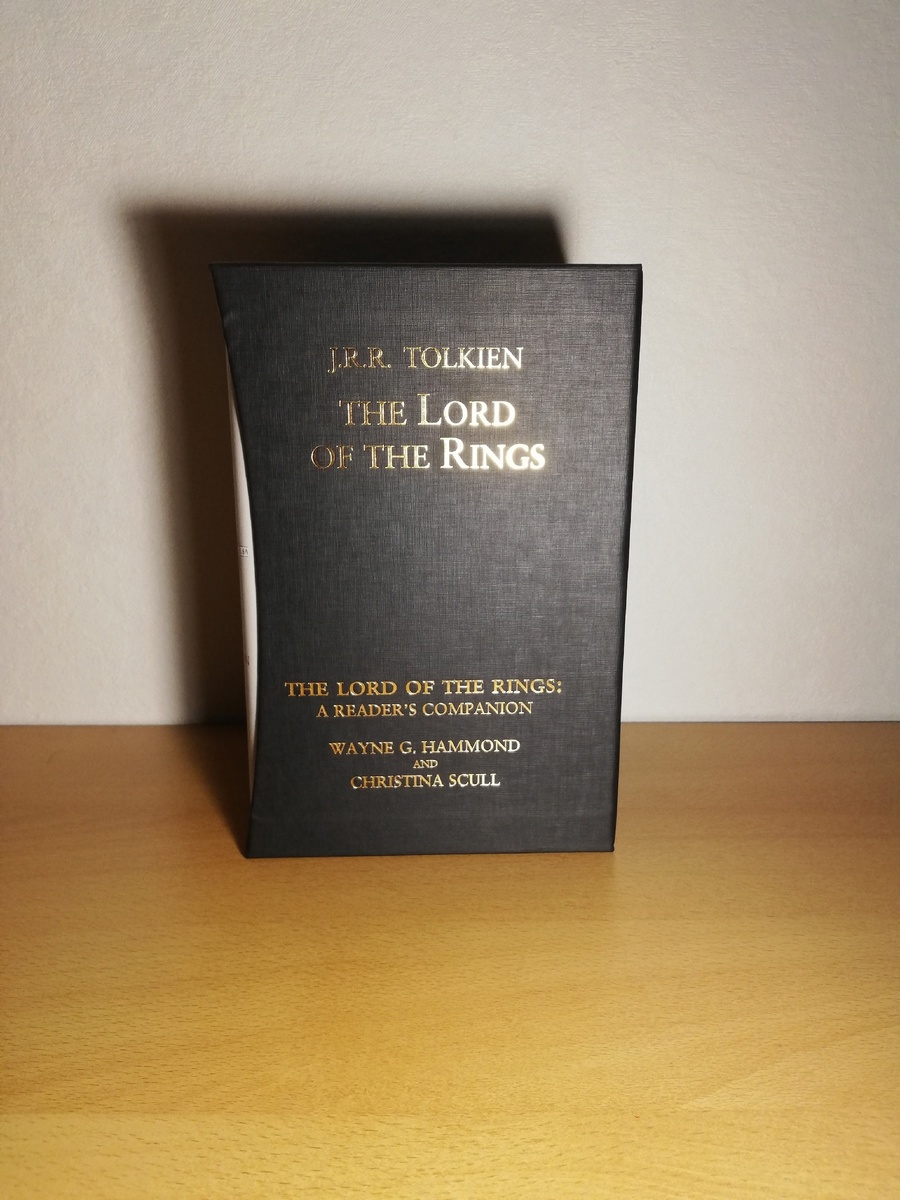 J.R.R. TOLKIEN
THE LORD
OF THE RINGS
THE LORD OF THE RINGS:
A READER'S COMPANION
WAYNE G. HAMMOND
AND
CHRISTINA SCULL